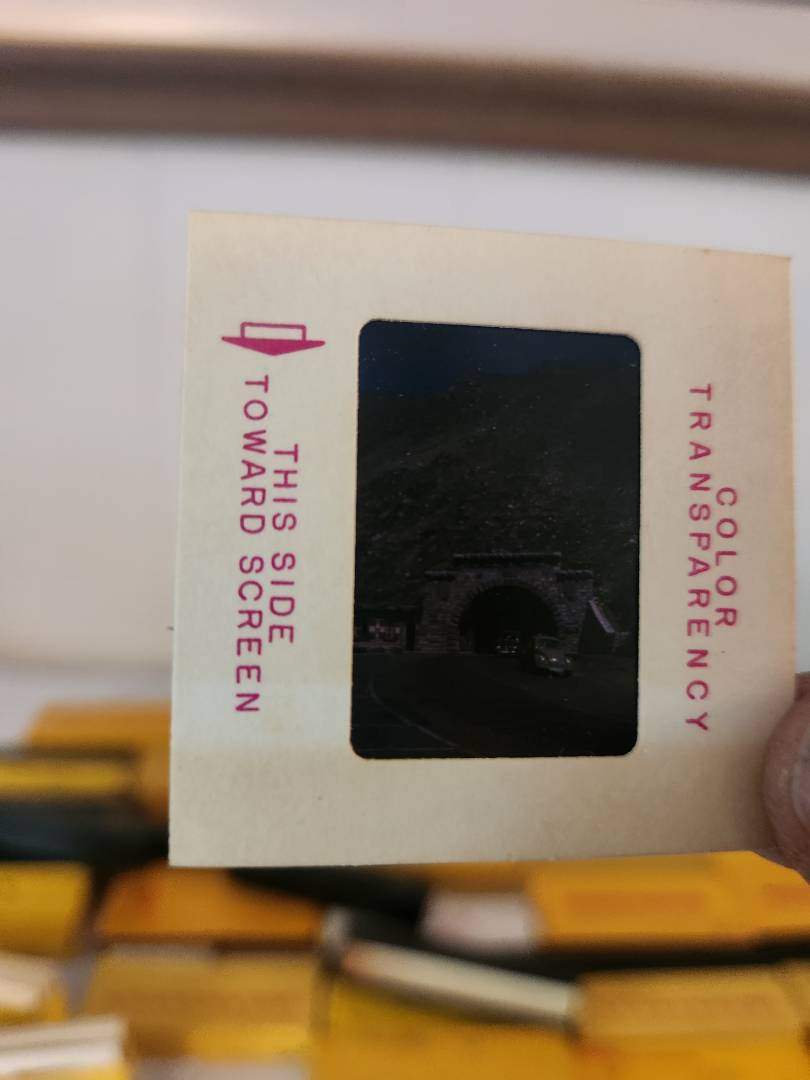 THIS SIDE
TOWARD SCREEN
COLOR
TRANSPARENCY